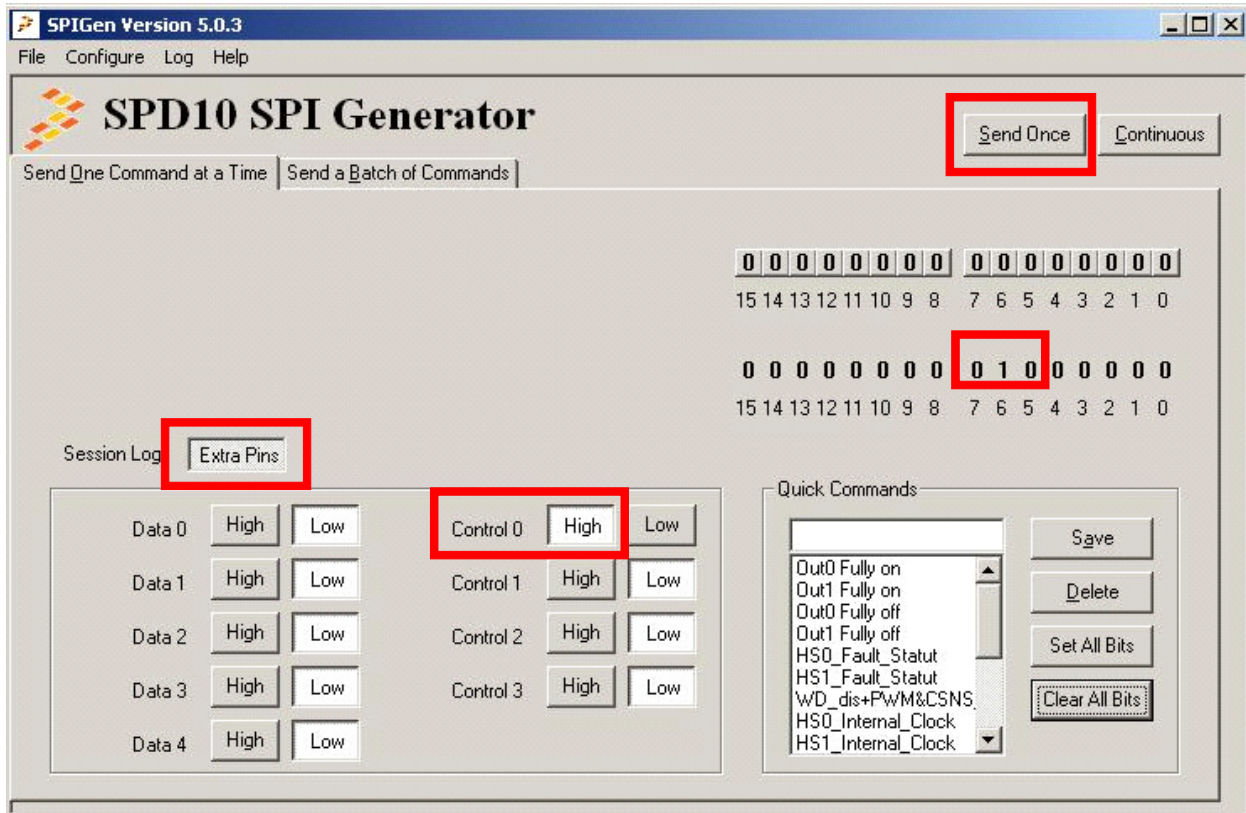 SPIGen Version 5.0.3
File Configure Log Help
SPD10 SPI Generator
Send Once Continuous
Send One Command at a Time Send a Batch of Commands
0 0 0 0 0 0 0 0 0 0 0 0 0 0 0 0
15 14 13 12 11 10 9 8 7 6 5 4 3 2 1 0
0 0 0 0 0 0 0 0 0 1 0 0 0 0 0 0
15 14 13 12 11 10 9 8 7 6 5 4 3 2 1 0
Session Log Extra Pins
Data 0 High Low Control 0 High Low
Data 1 High Low Control 1 High Low
Data 2 High Low Control 2 High Low
Data 3 High Low Control 3 High Low
Data 4 High Low
Quick Commands
Out0 Fully on
Out1 Fully on
Out0 Fully off
Out1 Fully off
HS0_Fault_Statut
HS1_Fault_Statut
WD_dis+PWM&CSNS_
HS0_Internal_Clock
HS1_Internal_Clock
Save
Delete
Set All Bits
Clear All Bits